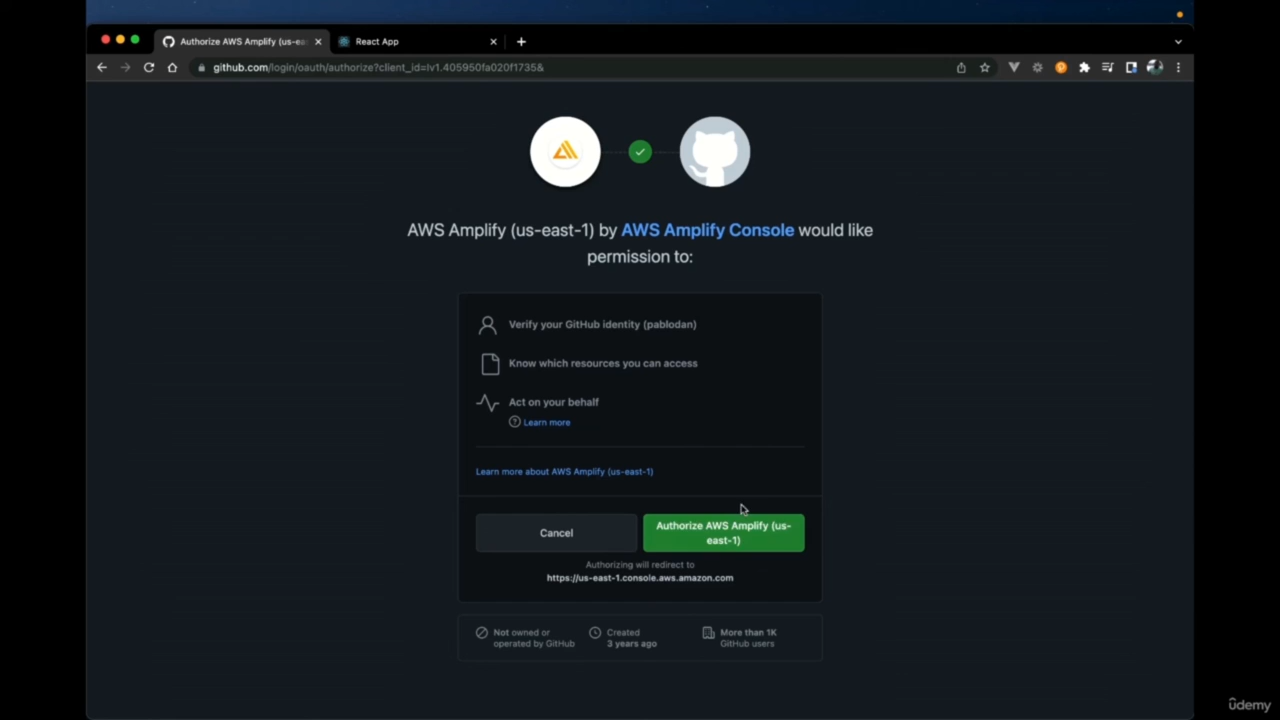 Authorize AWS Amplify (us-ea
React App
github.com/login/oauth/authorize?client_id=Iv1.405950fa020f1735&
AWS Amplify (us-east-1) by AWS Amplify Console would like
permission to:
Verify your GitHub identity (pablodan)
Know which resources you can access
Act on your behalf
Learn more
Learn more about AWS Amplify (us-east-1)
Cancel
Authorize AWS Amplify (us-
east-1)
Authorizing will redirect to
https://us-east-1.console.aws.amazon.com
Not owned or
operated by GitHub
Created
3 years ago
More than 1K
GitHub users
ûdemy